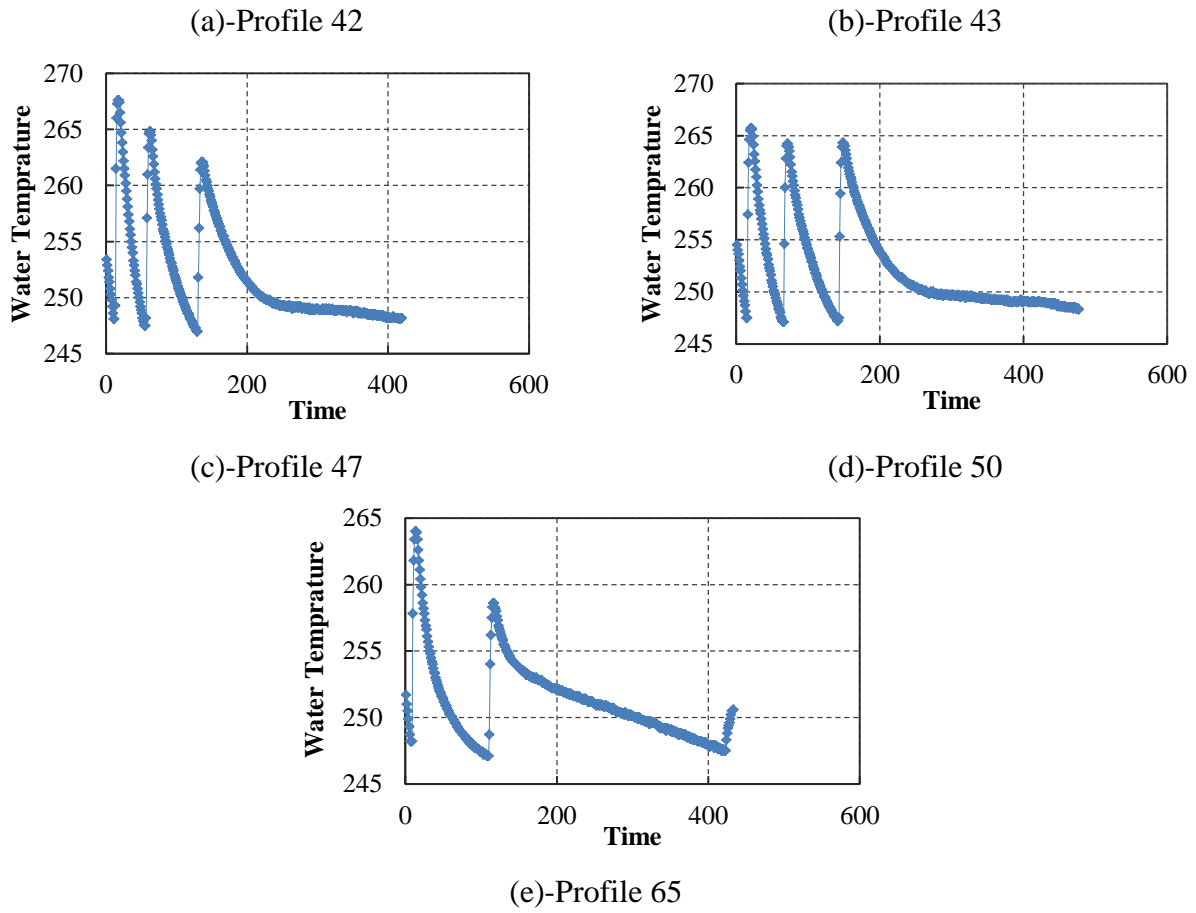 (a)-Profile 42
(b)-Profile 43
270
265
260
255
250
245
Water Temprature
0
200
400
600
Time
270
265
260
255
250
245
Water Temprature
0
200
400
600
Time
(c)-Profile 47
(d)-Profile 50
265
260
255
250
245
Water Temprature
0
200
400
600
Time
(e)-Profile 65